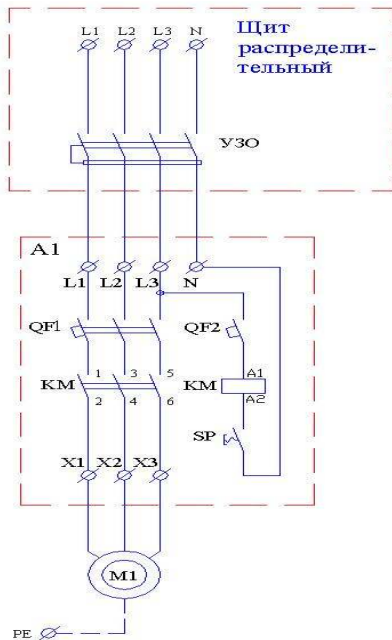 L1 L2 L3 N
Щит
распредели-
тельный
УЗО
A1
L1 L2 L3 N
QF1 QF2
1 3 5
KM KM A1
2 4 6 A2
SP
X1 X2 X3
M1
PE